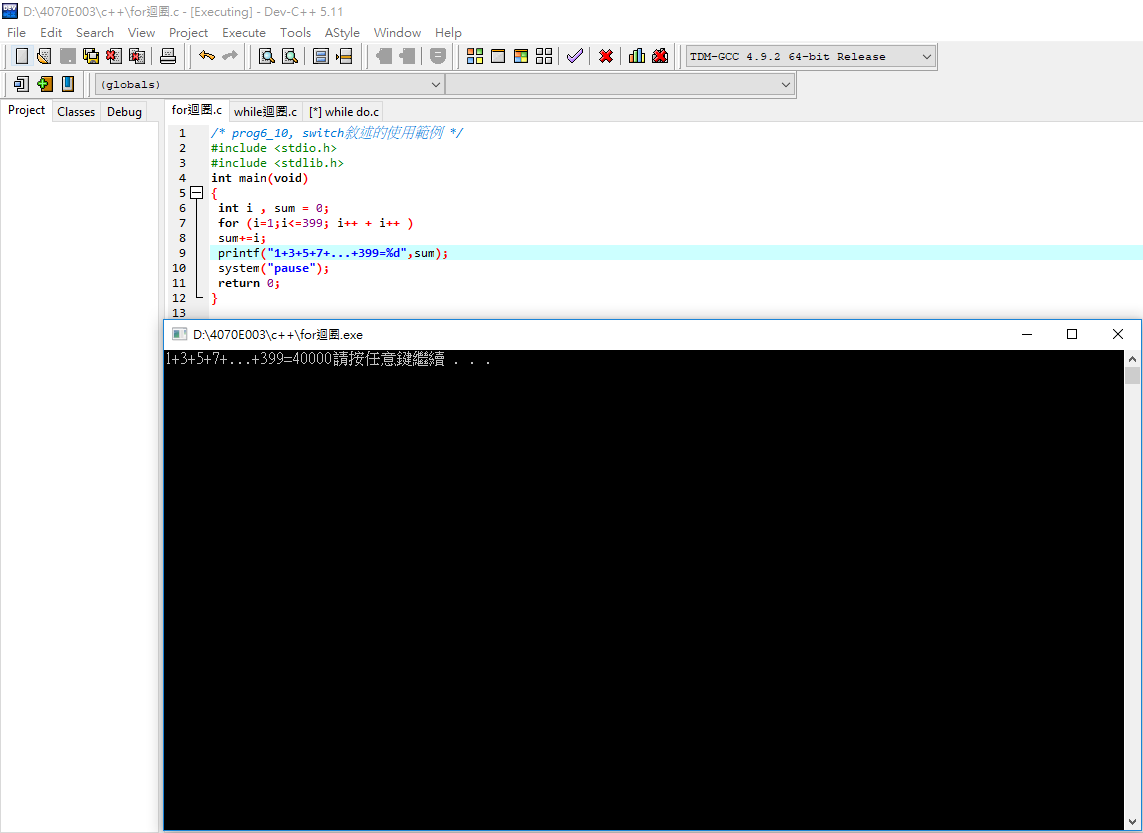 D:\4070E003\c++\for迴圈.c - [Executing] - Dev-C++ 5.11
File Edit Search View Project Execute Tools AStyle Window Help
TDM-GCC 4.9.2 64-bit Release
(globals)
Project Classes Debug for迴圈.c while迴圈.c [*] while do.c
1 /* prog6_10, switch敘述的使用範例 */
2 #include <stdio.h>
3 #include <stdlib.h>
4 int main(void)
5 {
6 int i , sum = 0;
7 for (i=1;i<=399; i++ + i++ )
8 sum+=i;
9 printf("1+3+5+7+...+399=%d",sum);
10 system("pause");
11 return 0;
12 }
13
D:\4070E003\c++\for迴圈.exe
1+3+5+7+...+399=40000請按任意鍵繼續 . . .